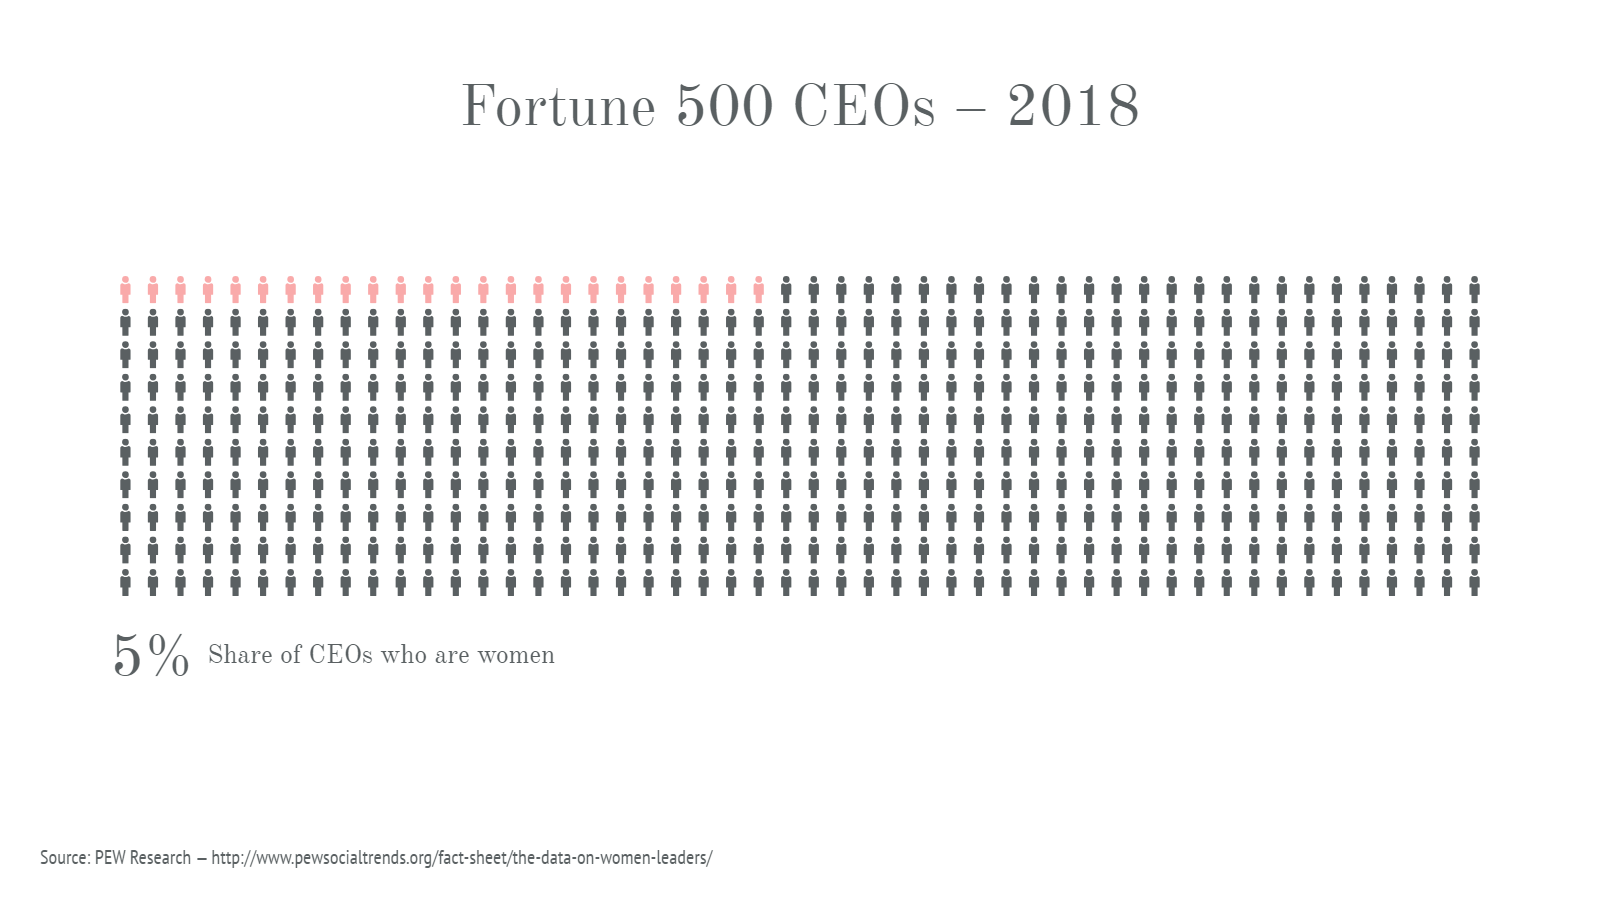 Fortune 500 CEOs – 2018
5% Share of CEOs who are women
Source: PEW Research – http://www.pewsocialtrends.org/fact-sheet/the-data-on-women-leaders/